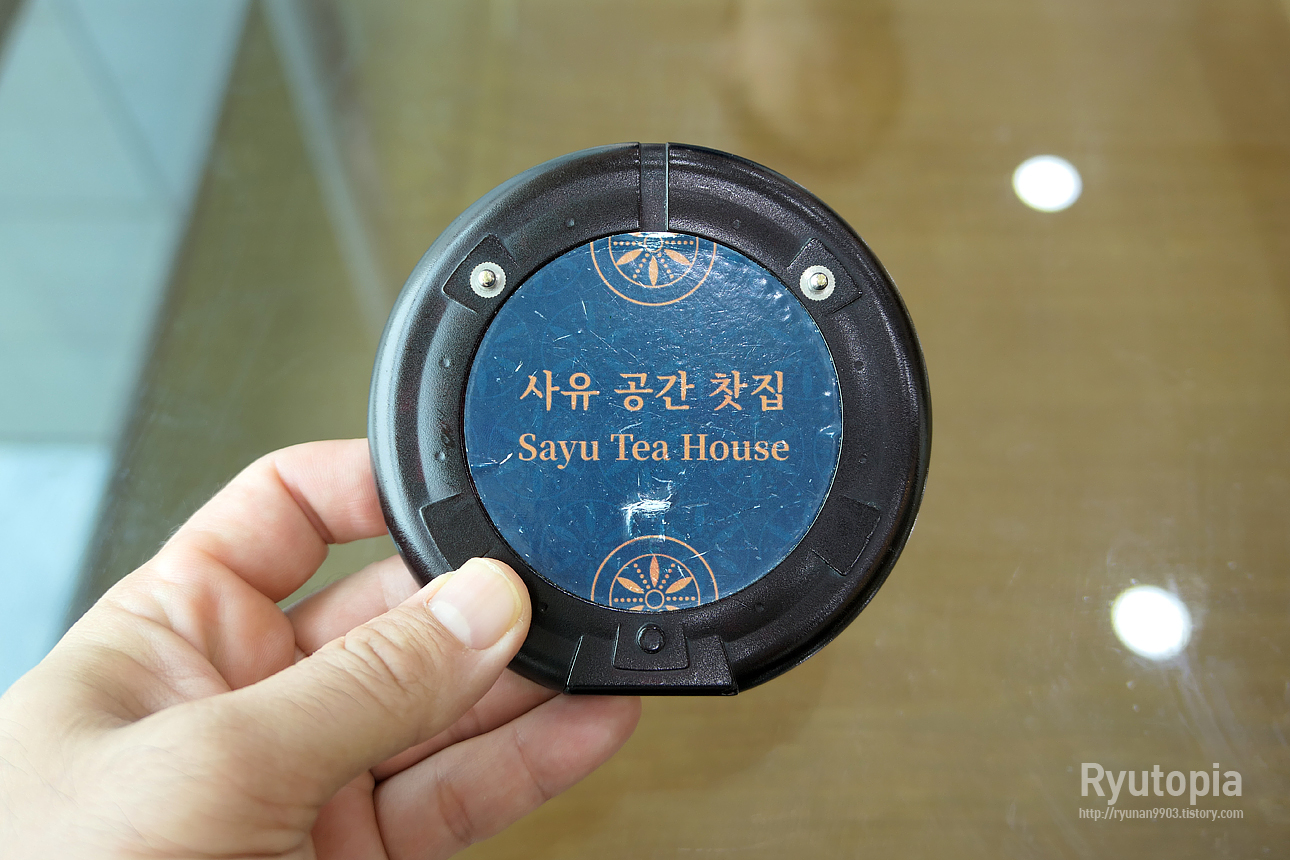 사유 공간 찻집
Sayu Tea House
Ryutopia
http://ryunan9903.tistory.com